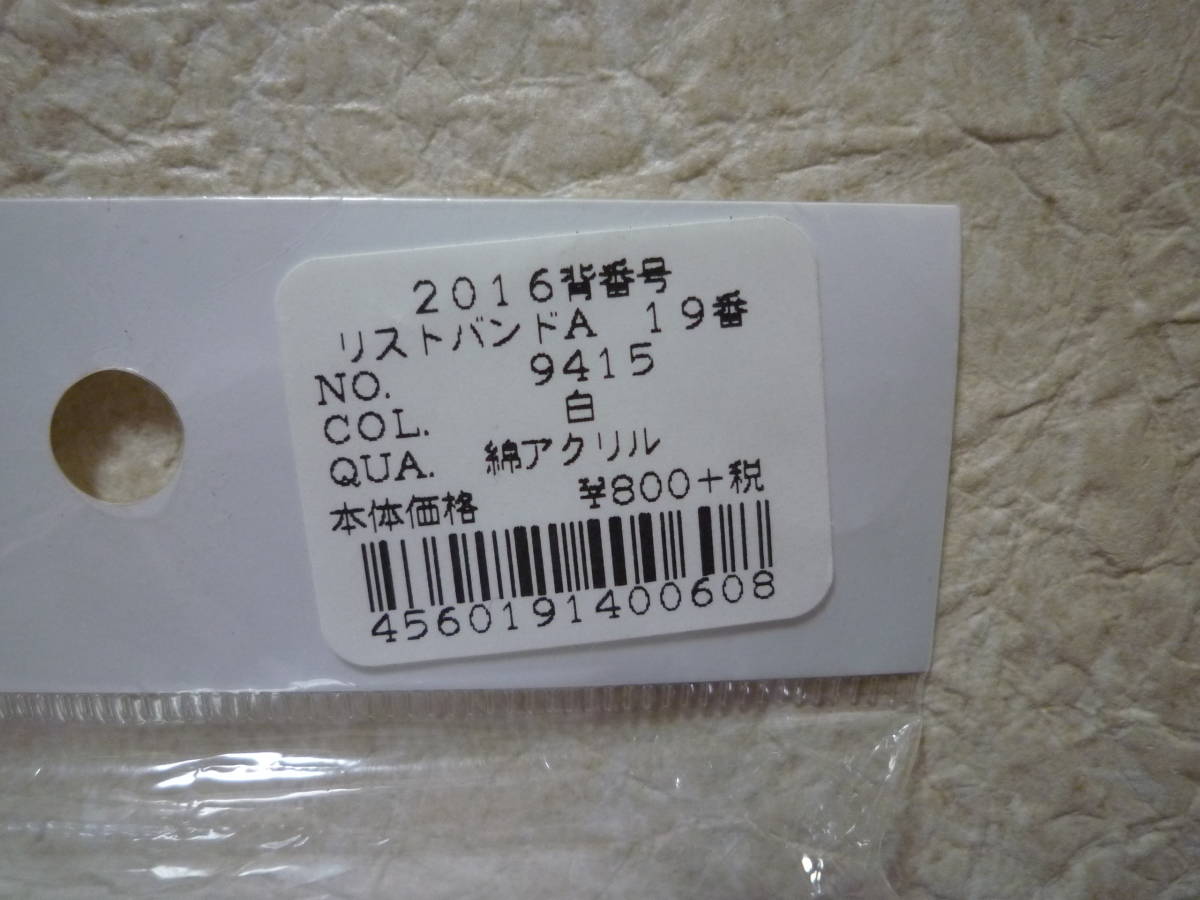 2016背番号
リストバンドA 19番
NO. 9415
COL. 白
QUA. 綿アクリル
本体価格 ¥800+税
4560191400608